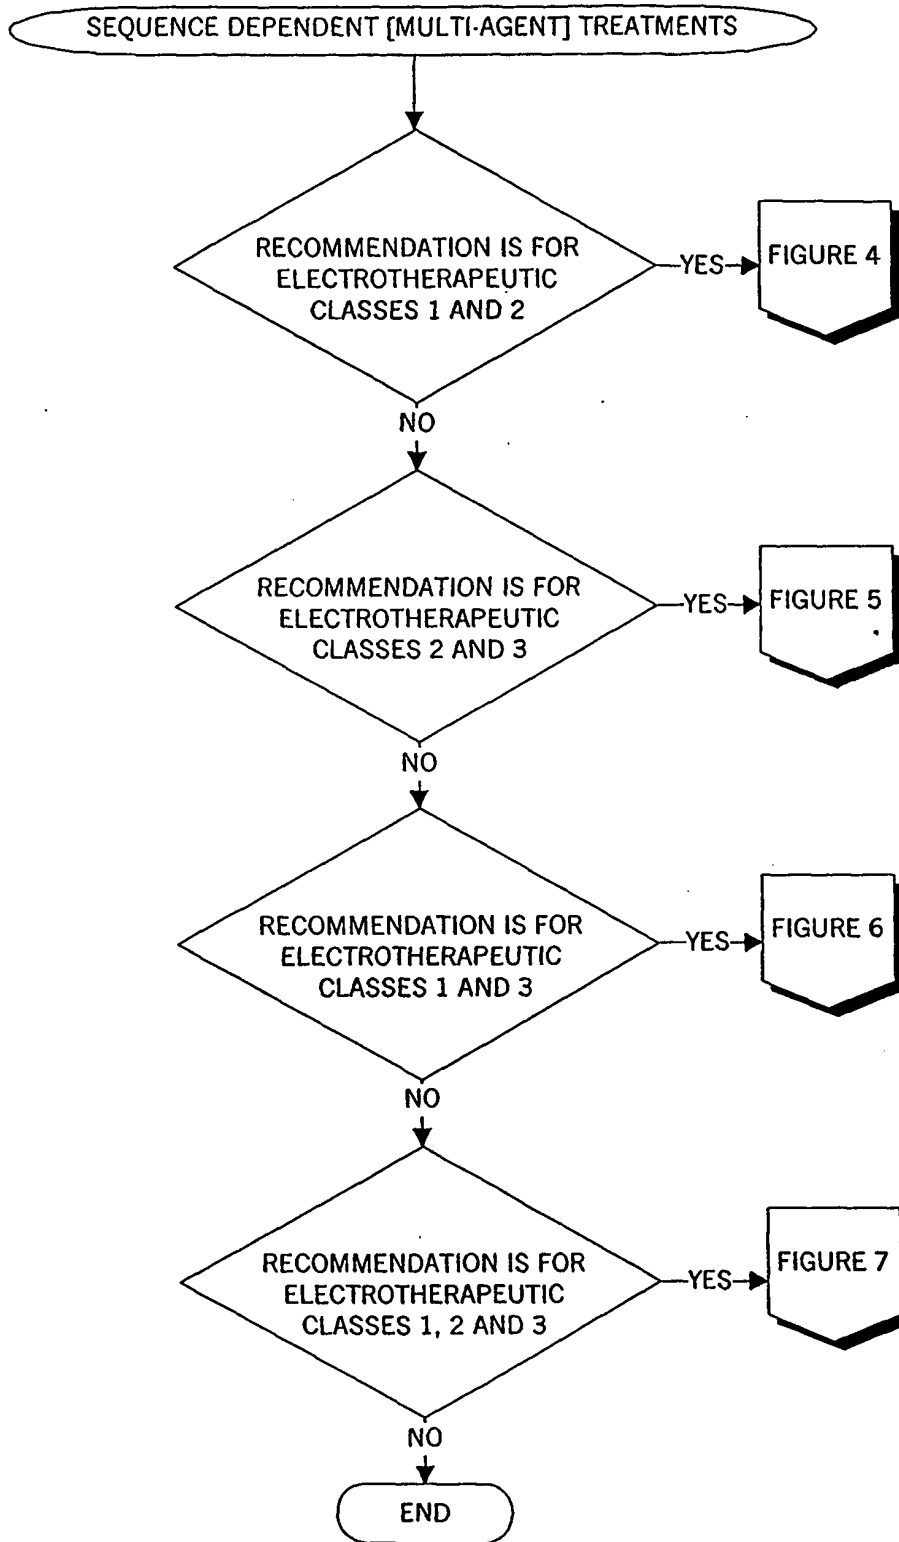 SEQUENCE DEPENDENT [MULTI-AGENT] TREATMENTS
RECOMMENDATION IS FOR
ELECTROTHERAPEUTIC
CLASSES 1 AND 2
YES
FIGURE 4
NO
RECOMMENDATION IS FOR
ELECTROTHERAPEUTIC
CLASSES 2 AND 3
YES
FIGURE 5
NO
RECOMMENDATION IS FOR
ELECTROTHERAPEUTIC
CLASSES 1 AND 3
YES
FIGURE 6
NO
RECOMMENDATION IS FOR
ELECTROTHERAPEUTIC
CLASSES 1, 2 AND 3
YES
FIGURE 7
NO
END